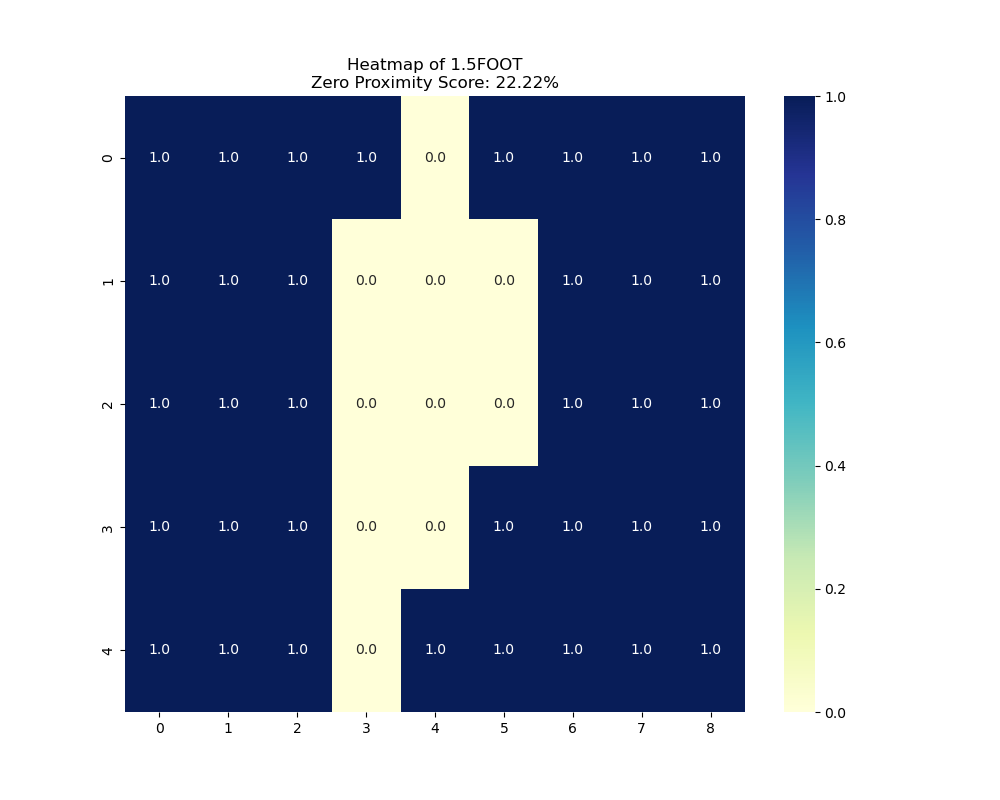 Heatmap of 1.5FOOT
Zero Proximity Score: 22.22%
1.0
0 1.0 1.0 1.0 1.0 0.0 1.0 1.0 1.0 1.0
0.8
1 1.0 1.0 1.0 0.0 0.0 0.0 1.0 1.0 1.0
0.6
2 1.0 1.0 1.0 0.0 0.0 0.0 1.0 1.0 1.0
0.4
3 1.0 1.0 1.0 0.0 0.0 1.0 1.0 1.0 1.0
0.2
4 1.0 1.0 1.0 0.0 1.0 1.0 1.0 1.0 1.0
0.0
0 1 2 3 4 5 6 7 8